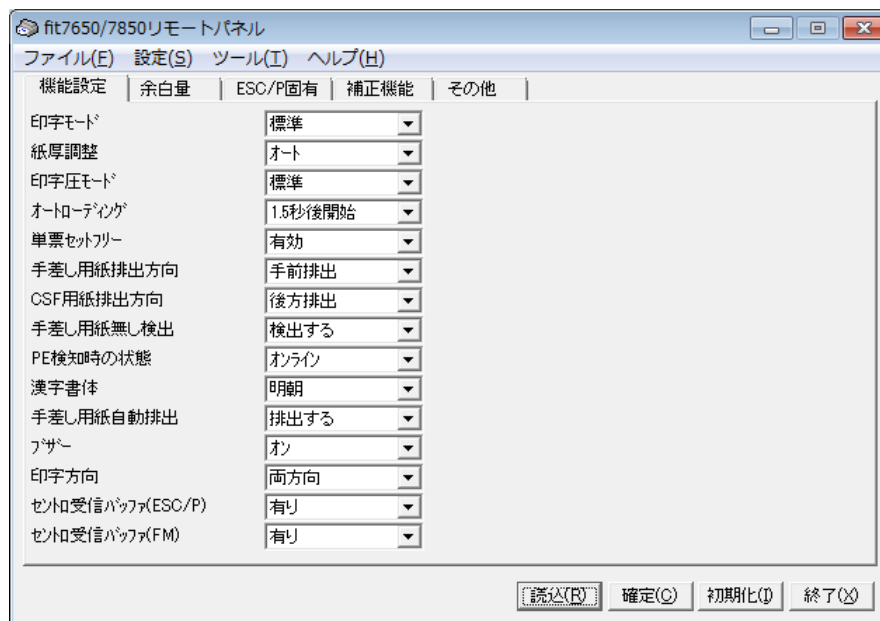 fit7650/7850リモートパネル
ファイル(F) 設定(S) ツール(T) ヘルプ(H)
機能設定 余白量 ESC/P固有 補正機能 その他
印字ﾓｰﾄﾞ 標準
紙厚調整 ｵｰﾄ
印字圧ﾓｰﾄﾞ 標準
ｵｰﾄﾛｰﾃﾞｨﾝｸﾞ 1.5秒後開始
単票ｾｯﾄﾌﾘｰ 有効
手差し用紙排出方向 手前排出
CSF用紙排出方向 後方排出
手差し用紙無し検出 検出する
PE検知時の状態 ｵﾝﾗｲﾝ
漢字書体 明朝
手差し用紙自動排出 排出する
ﾌﾞｻﾞｰ ｵﾝ
印字方向 両方向
ｾﾝﾄﾛ受信ﾊﾞｯﾌｧ(ESC/P) 有り
ｾﾝﾄﾛ受信ﾊﾞｯﾌｧ(FM) 有り
読込(R) 確定(C) 初期化(I) 終了(X)